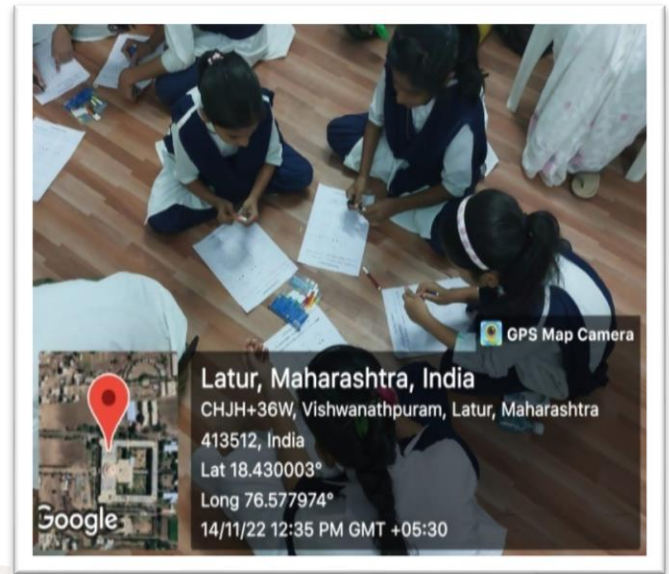 GPS Map Camera
Latur, Maharashtra, India
CHJH+36W, Vishwanathpuram, Latur, Maharashtra
413512, India
Lat 18.430003°
Long 76.577974°
14/11/22 12:35 PM GMT +05:30
Google